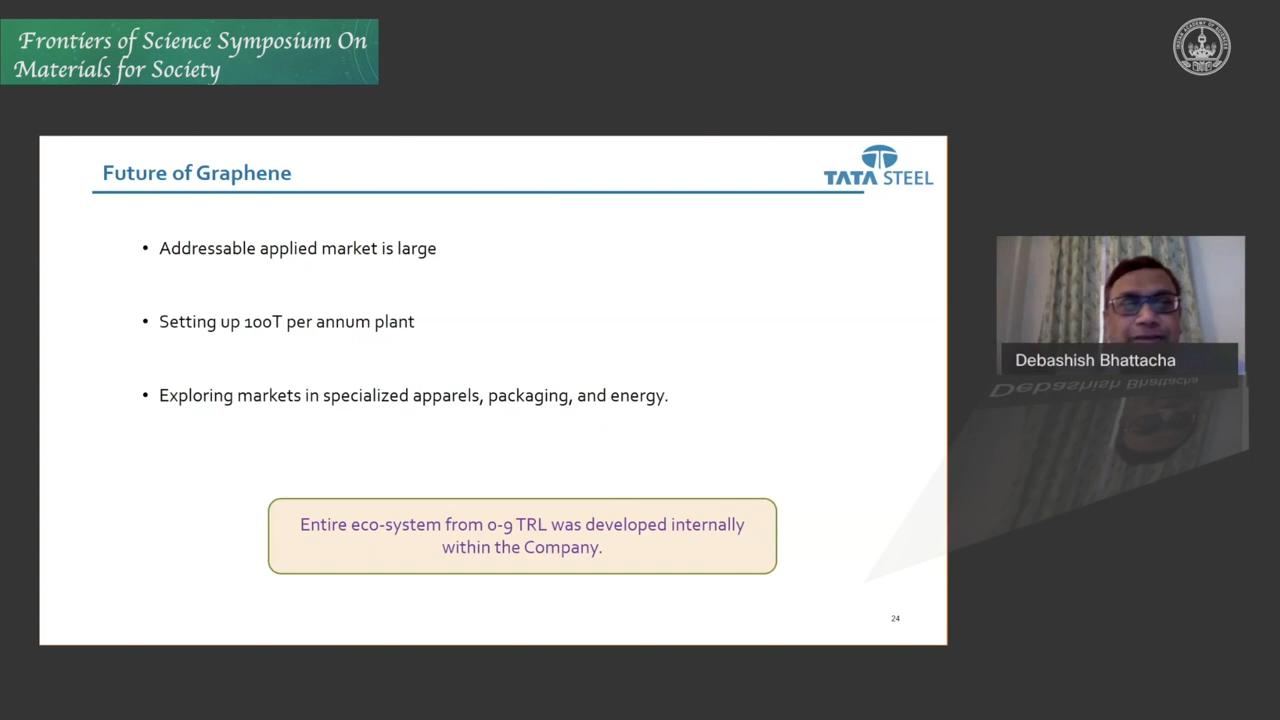 Frontiers of Science Symposium On
Materials for Society
Future of Graphene
TATA STEEL
• Addressable applied market is large
• Setting up 100T per annum plant
• Exploring markets in specialized apparels, packaging, and energy.
Entire eco-system from 0-9 TRL was developed internally
within the Company.
24
Debashish Bhattacha